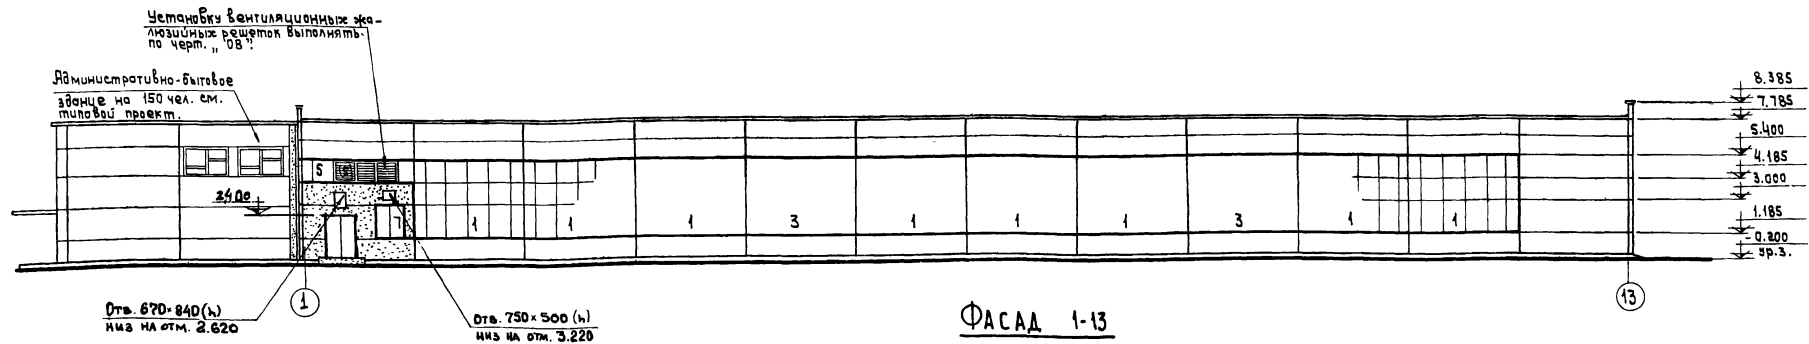 Установку вентиляционных жа-
люзийных решеток выполнять
по черт. „ОВ".
Административно-бытовое
здание на 150 чел. см.
типовой проект.
8.385
7.785
5.400
4.185
3.000
1.185
0.200
ур.з.
5
2.400
7
1 1 1 3 1 1 1 3 1 1
1
13
Отв. 670×840(h)
низ на отм. 2.620
Отв. 750×500(h)
низ на отм. 3.220
Фасад 1-13